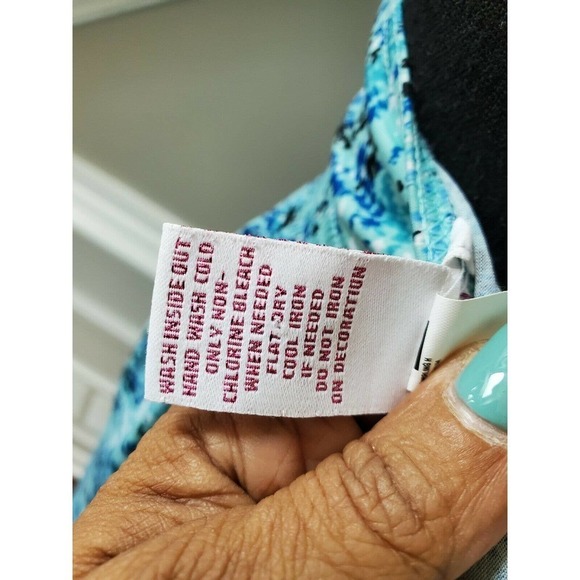 WASH INSIDE OUT
HAND WASH COLD
ONLY NON-
CHLORINE BLEACH
WHEN NEEDED
FLAT DRY
COOL IRON
IF NEEDED
DO NOT IRON
ON DECORATION